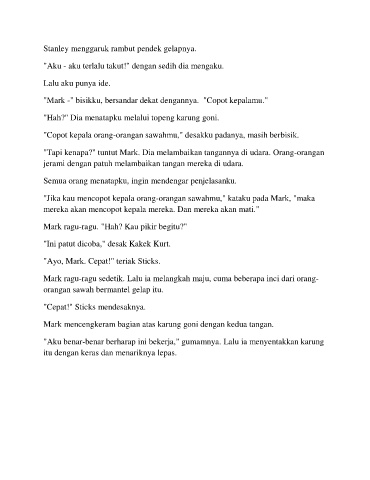 Stanley menggaruk rambut pendek gelapnya.
"Aku - aku terlalu takut!" dengan sedih dia mengaku.
Lalu aku punya ide.
"Mark -" bisikku, bersandar dekat dengannya.  "Copot kepalamu."
"Hah?" Dia menatapku melalui topeng karung goni.
"Copot kepala orang-orangan sawahmu," desakku padanya, masih berbisik.
"Tapi kenapa?" tuntut Mark. Dia melambaikan tangannya di udara. Orang-orangan
jerami dengan patuh melambaikan tangan mereka di udara.
Semua orang menatapku, ingin mendengar penjelasanku.
"Jika kau mencopot kepala orang-orangan sawahmu," kataku pada Mark, "maka
mereka akan mencopot kepala mereka. Dan mereka akan mati."
Mark ragu-ragu. "Hah? Kau pikir begitu?"
"Ini patut dicoba," desak Kakek Kurt.
"Ayo, Mark. Cepat!" teriak Sticks.
Mark ragu-ragu sedetik. Lalu ia melangkah maju, cuma beberapa inci dari orang-
orangan sawah bermantel gelap itu.
"Cepat!" Sticks mendesaknya.
Mark mencengkeram bagian atas karung goni dengan kedua tangan.
"Aku benar-benar berharap ini bekerja," gumamnya. Lalu ia menyentakkan karung
itu dengan keras dan menariknya lepas.